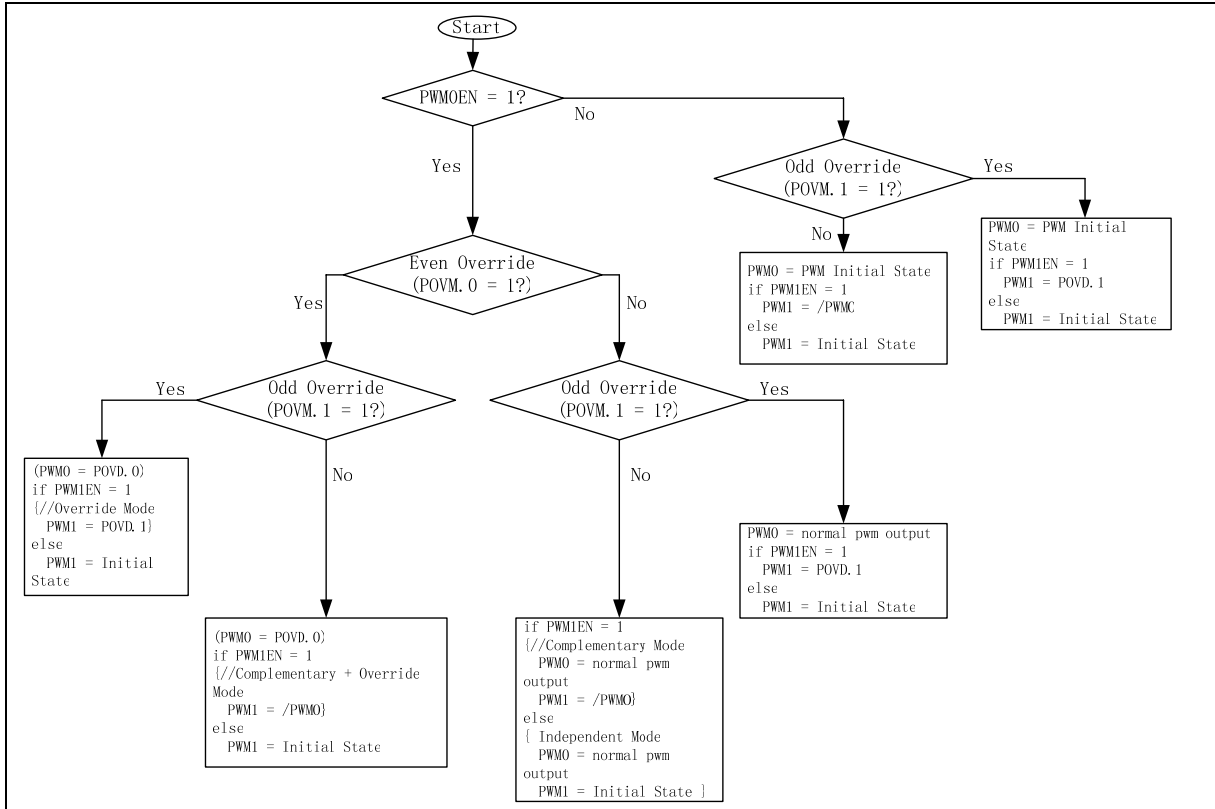 Start
PWM0EN = 1?
No
Yes
Odd Override
(POVM.1 = 1?)
Yes
No
PWM0 = PWM Initial
State
if PWM1EN = 1
PWM1 = POVD.1
else
PWM1 = Initial State
PWM0 = PWM Initial State
if PWM1EN = 1
PWM1 = /PWMC
else
PWM1 = Initial State
Even Override
(POVM.0 = 1?)
Yes
No
Odd Override
(POVM.1 = 1?)
Yes
No
Odd Override
(POVM.1 = 1?)
Yes
No
(PWM0 = POVD.0)
if PWM1EN = 1
{//Override Mode
PWM1 = POVD.1}
else
PWM1 = Initial
State
PWM0 = normal pwm output
if PWM1EN = 1
PWM1 = POVD.1
else
PWM1 = Initial State
(PWM0 = POVD.0)
if PWM1EN = 1
{//Complementary + Override
Mode
PWM1 = /PWM0}
else
PWM1 = Initial State
if PWM1EN = 1
{//Complementary Mode
PWM0 = normal pwm
output
PWM1 = /PWM0}
else
{ Independent Mode
PWM0 = normal pwm
output
PWM1 = Initial State }